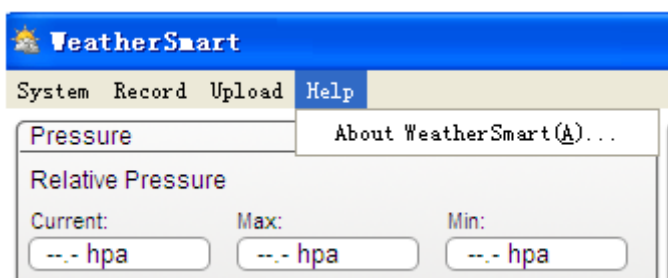 WeatherSmart
System Record Upload Help
About WeatherSmart(A)...
Pressure
Relative Pressure
Current: Max: Min:
--.- hpa --.- hpa --.- hpa